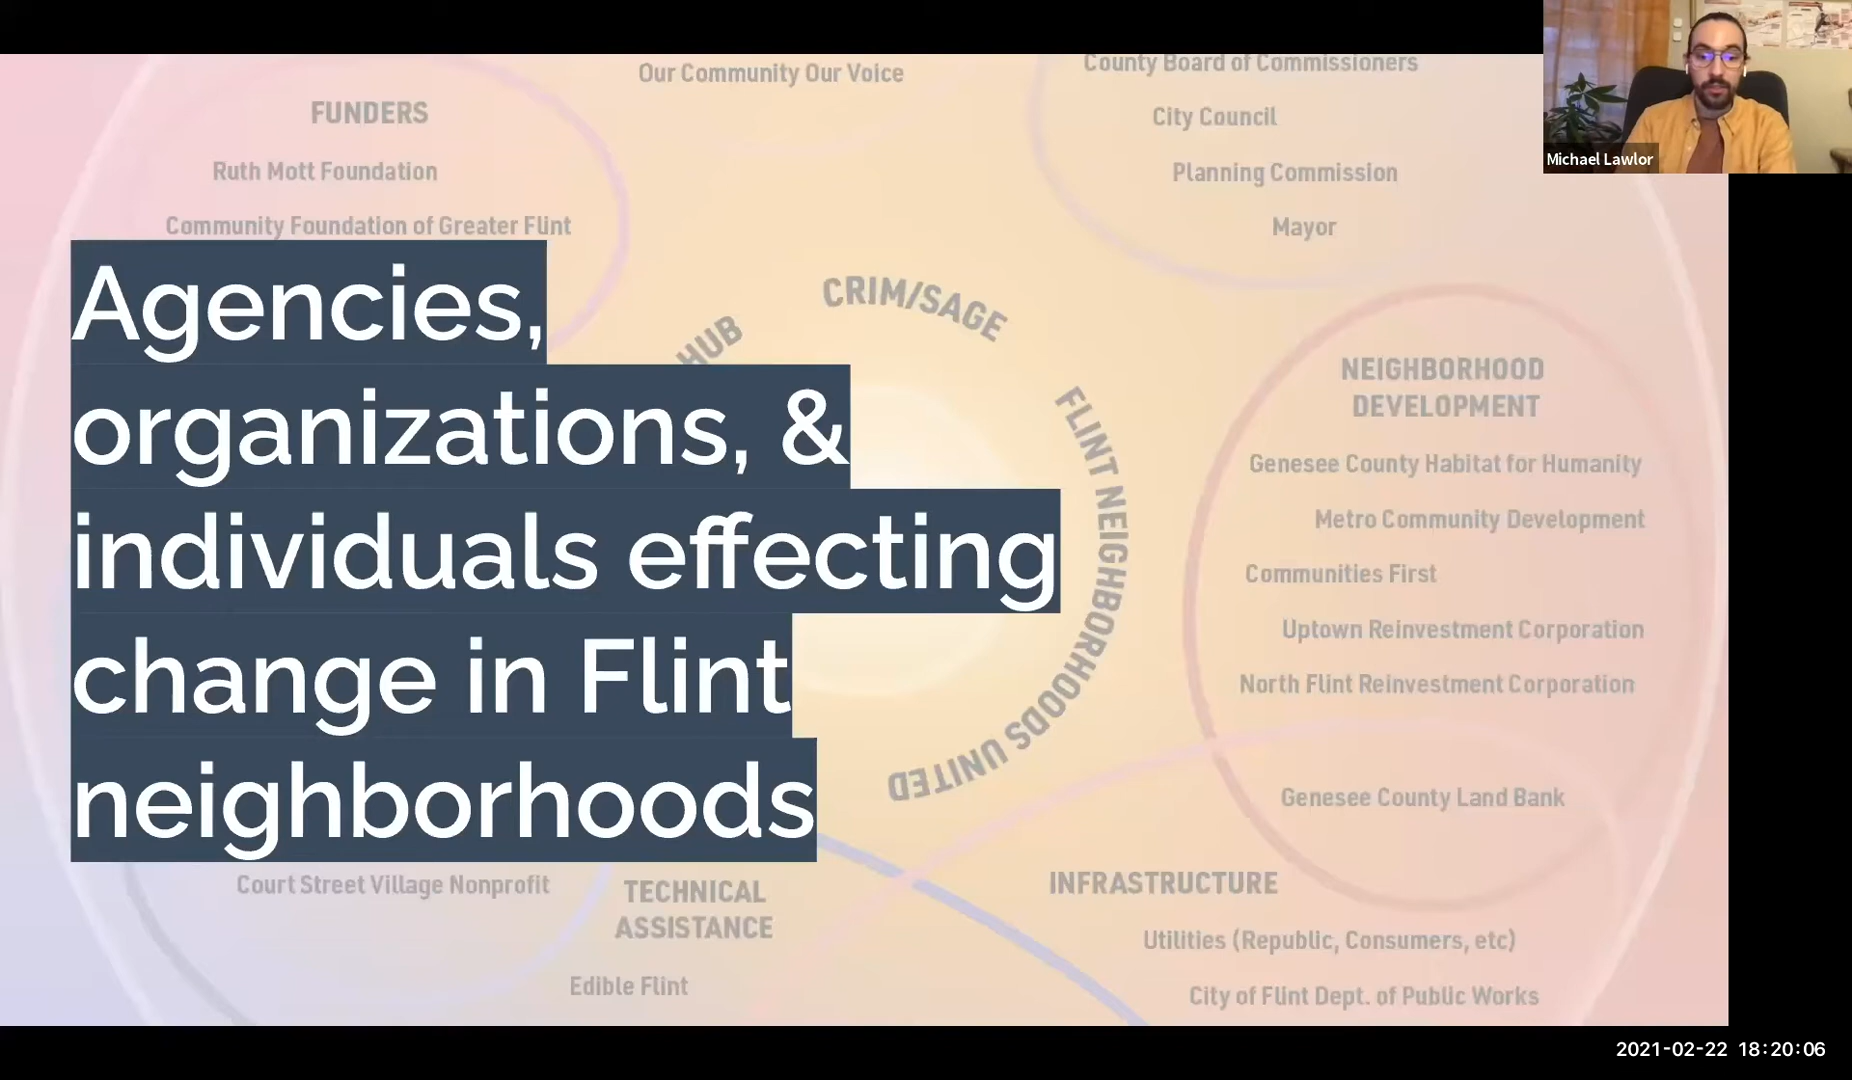 Our Community Our Voice
County Board of Commissioners
FUNDERS
City Council
Ruth Mott Foundation
Planning Commission
Michael Lawlor
Community Foundation of Greater Flint
Mayor
Agencies,
organizations, &
individuals effecting
change in Flint
neighborhoods
HUB
CRIM/SAGE
FLINT NEIGHBORHOODS UNITED
NEIGHBORHOOD
DEVELOPMENT
Genesee County Habitat for Humanity
Metro Community Development
Communities First
Uptown Reinvestment Corporation
North Flint Reinvestment Corporation
Genesee County Land Bank
Court Street Village Nonprofit
TECHNICAL
ASSISTANCE
Edible Flint
INFRASTRUCTURE
Utilities (Republic, Consumers, etc)
City of Flint Dept. of Public Works
2021-02-22 18:20:06